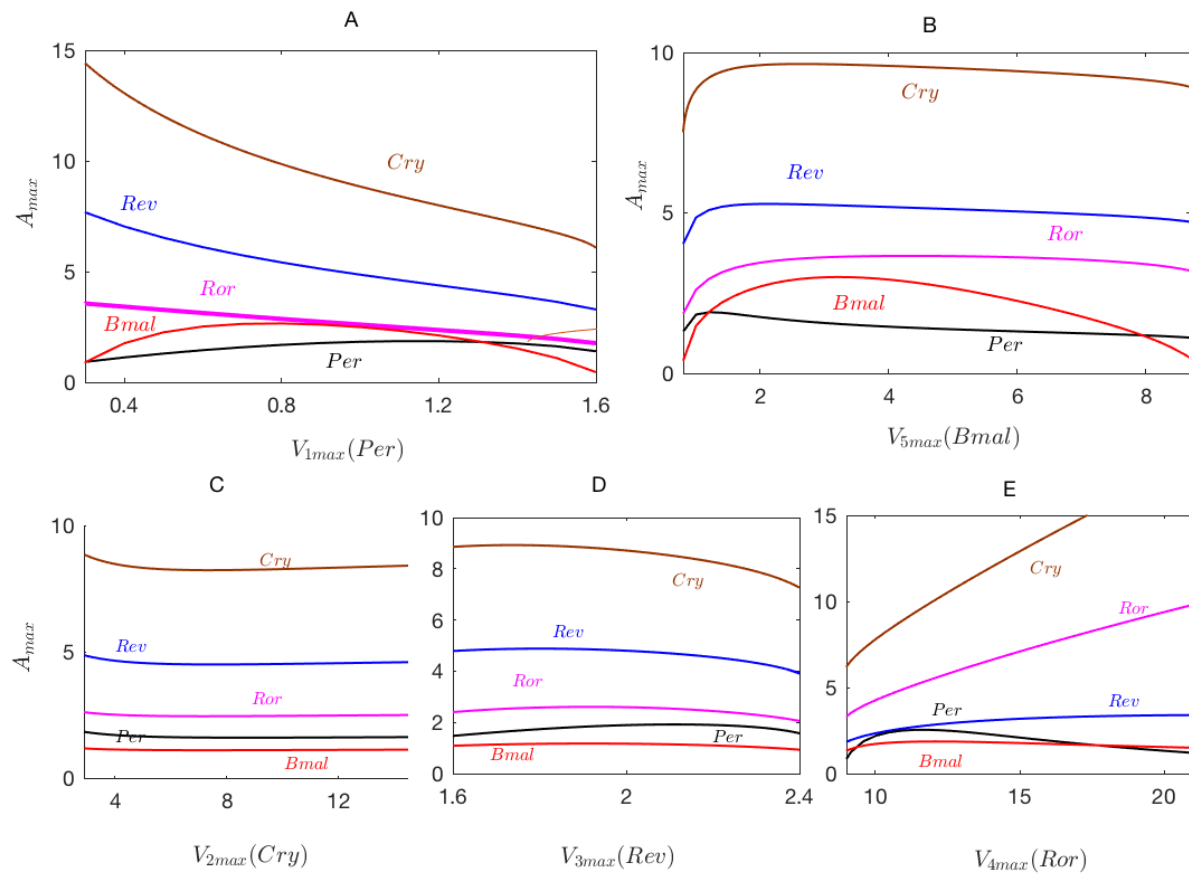 A
15
10
5
0
A_max
Cry
Rev
Ror
Bmal
Per
0.4 0.8 1.2 1.6
V_1max(Per)
B
10
5
0
A_max
Cry
Rev
Ror
Bmal
Per
2 4 6 8
V_5max(Bmal)
C
10
5
0
A_max
Cry
Rev
Ror
Per
Bmal
4 8 12
V_2max(Cry)
D
10
8
6
4
2
0
Cry
Rev
Ror
Per
Bmal
1.6 2 2.4
V_3max(Rev)
E
15
10
5
0
Cry
Ror
Per
Rev
Bmal
10 15 20
V_4max(Ror)